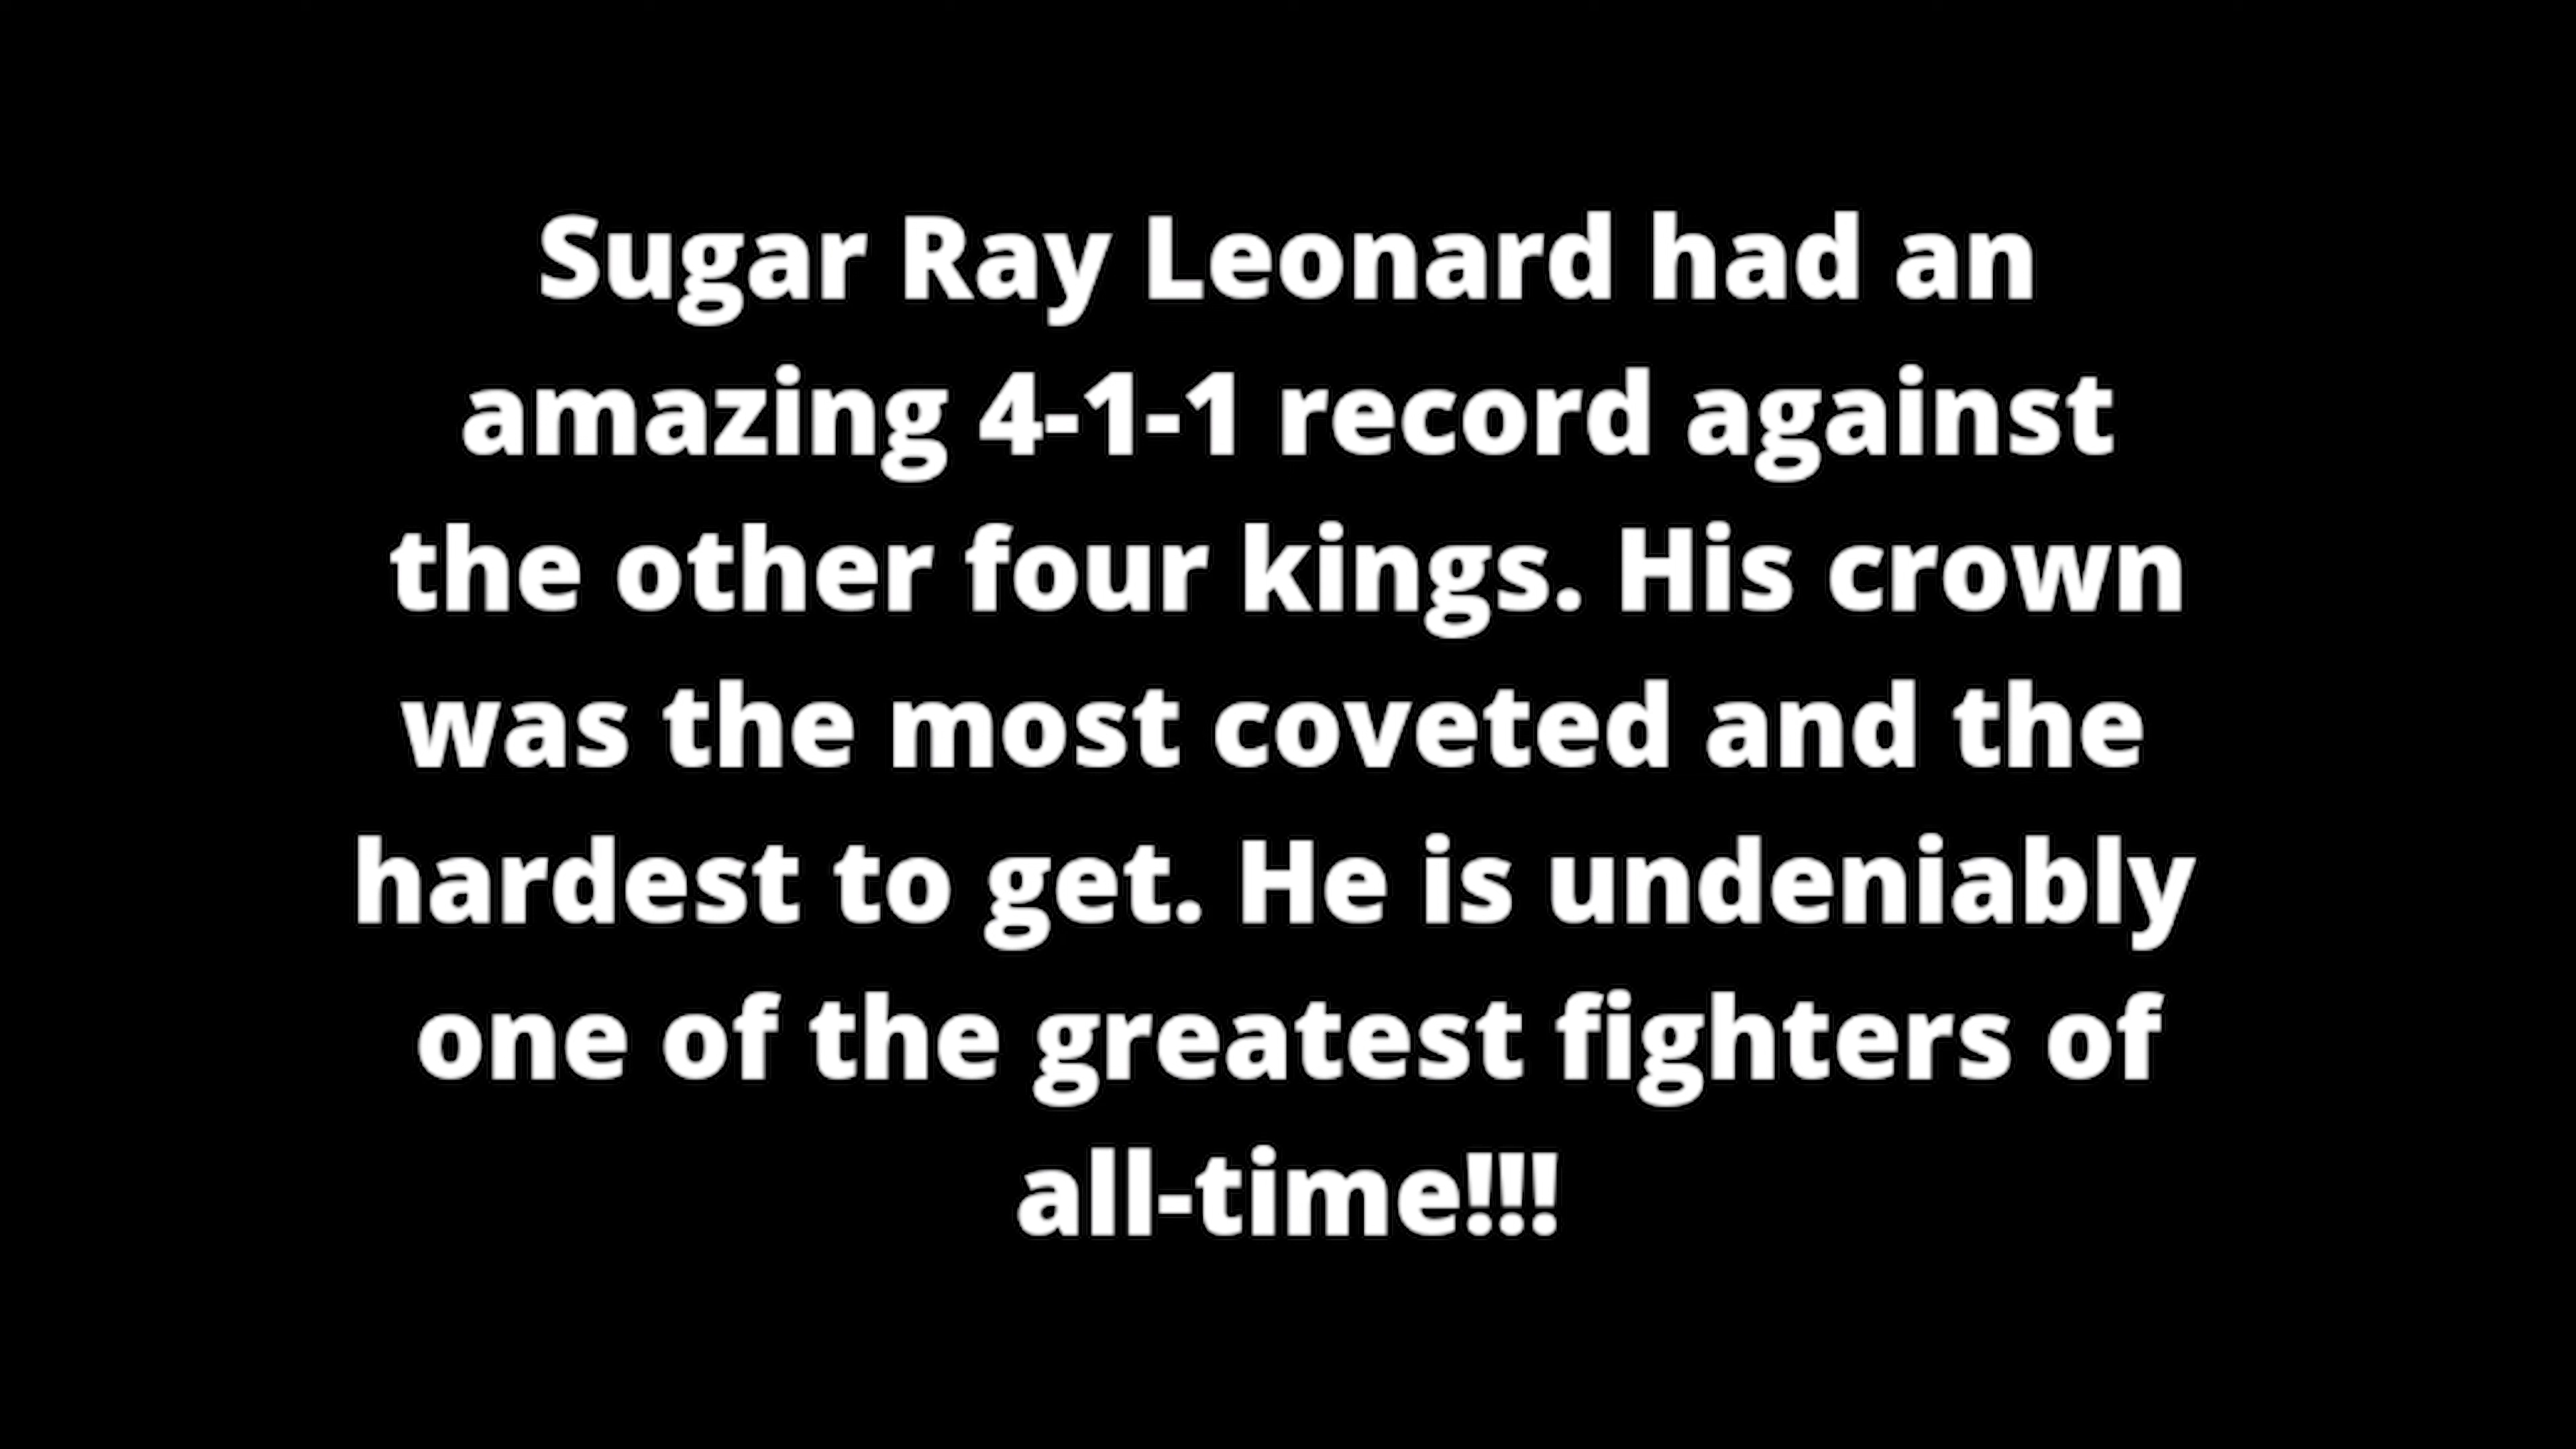 Sugar Ray Leonard had an
amazing 4-1-1 record against
the other four kings. His crown
was the most coveted and the
hardest to get. He is undeniably
one of the greatest fighters of
all-time!!!